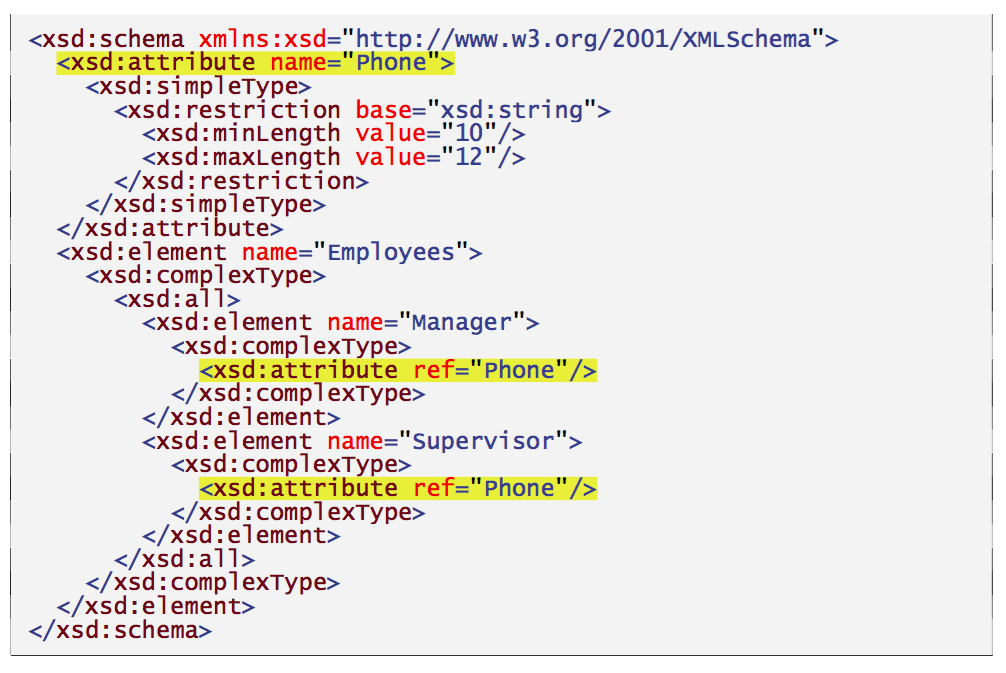 <xsd:schema xmlns:xsd="http://www.w3.org/2001/XMLSchema">
<xsd:attribute name="Phone">
<xsd:simpleType>
<xsd:restriction base="xsd:string">
<xsd:minLength value="10"/>
<xsd:maxLength value="12"/>
</xsd:restriction>
</xsd:simpleType>
</xsd:attribute>
<xsd:element name="Employees">
<xsd:complexType>
<xsd:all>
<xsd:element name="Manager">
<xsd:complexType>
<xsd:attribute ref="Phone"/>
</xsd:complexType>
</xsd:element>
<xsd:element name="Supervisor">
<xsd:complexType>
<xsd:attribute ref="Phone"/>
</xsd:complexType>
</xsd:element>
</xsd:all>
</xsd:complexType>
</xsd:element>
</xsd:schema>